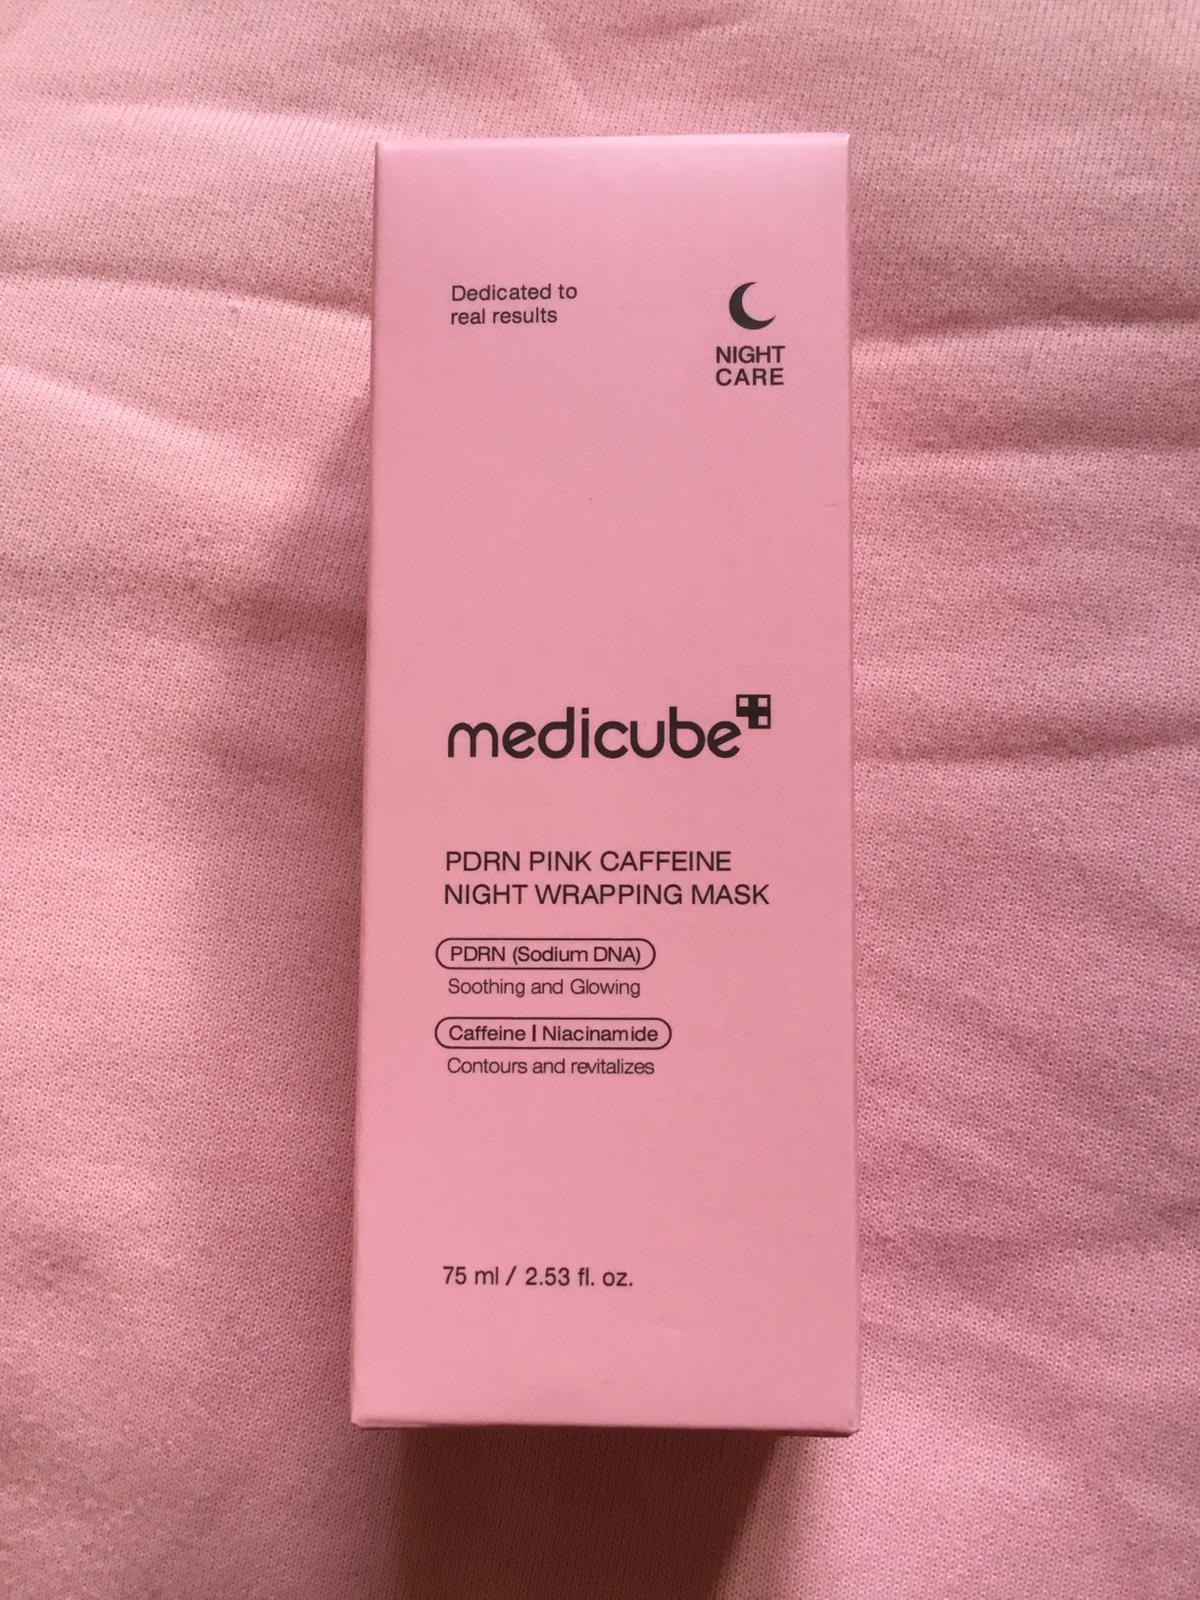 Dedicated to
real results
NIGHT
CARE
medicube
PDRN PINK CAFFEINE
NIGHT WRAPPING MASK
PDRN (Sodium DNA)
Soothing and Glowing
Caffeine | Niacinamide
Contours and revitalizes
75 ml / 2.53 fl. oz.